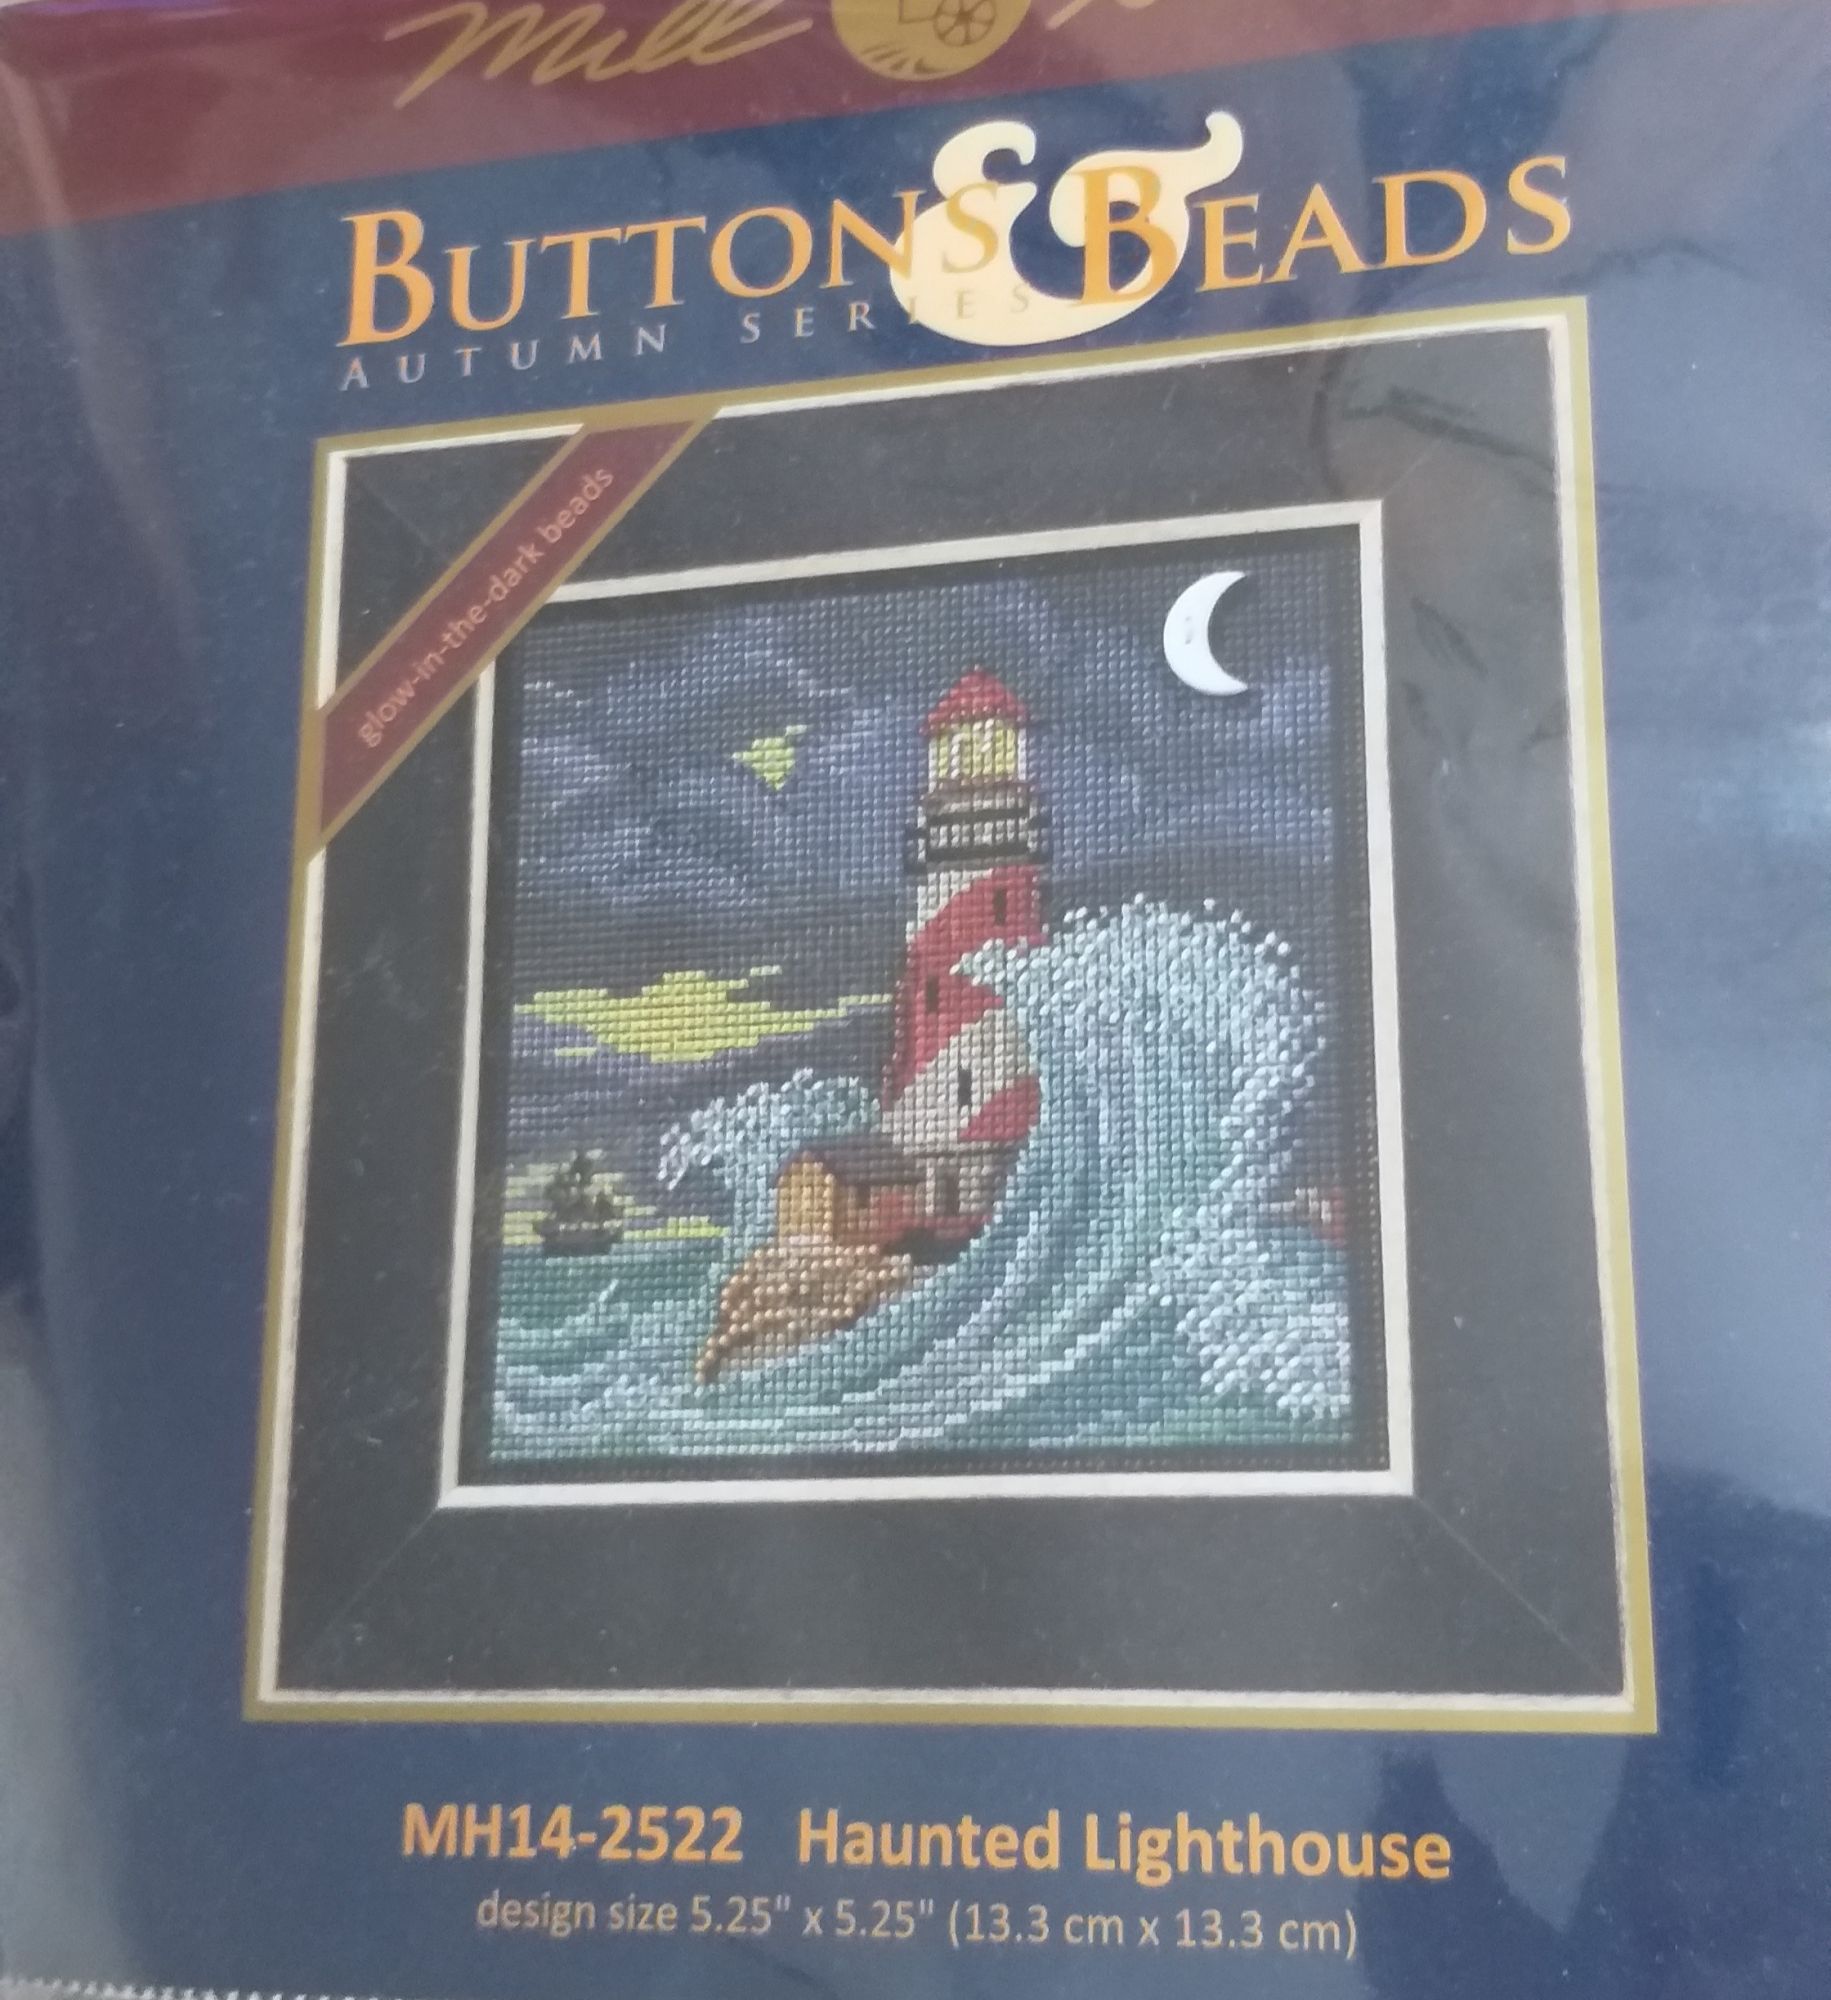 Mill
BUTTONS & BEADS
AUTUMN SERIES
glow-in-the-dark beads
MH14-2522 Haunted Lighthouse
design size 5.25" x 5.25" (13.3 cm x 13.3 cm)